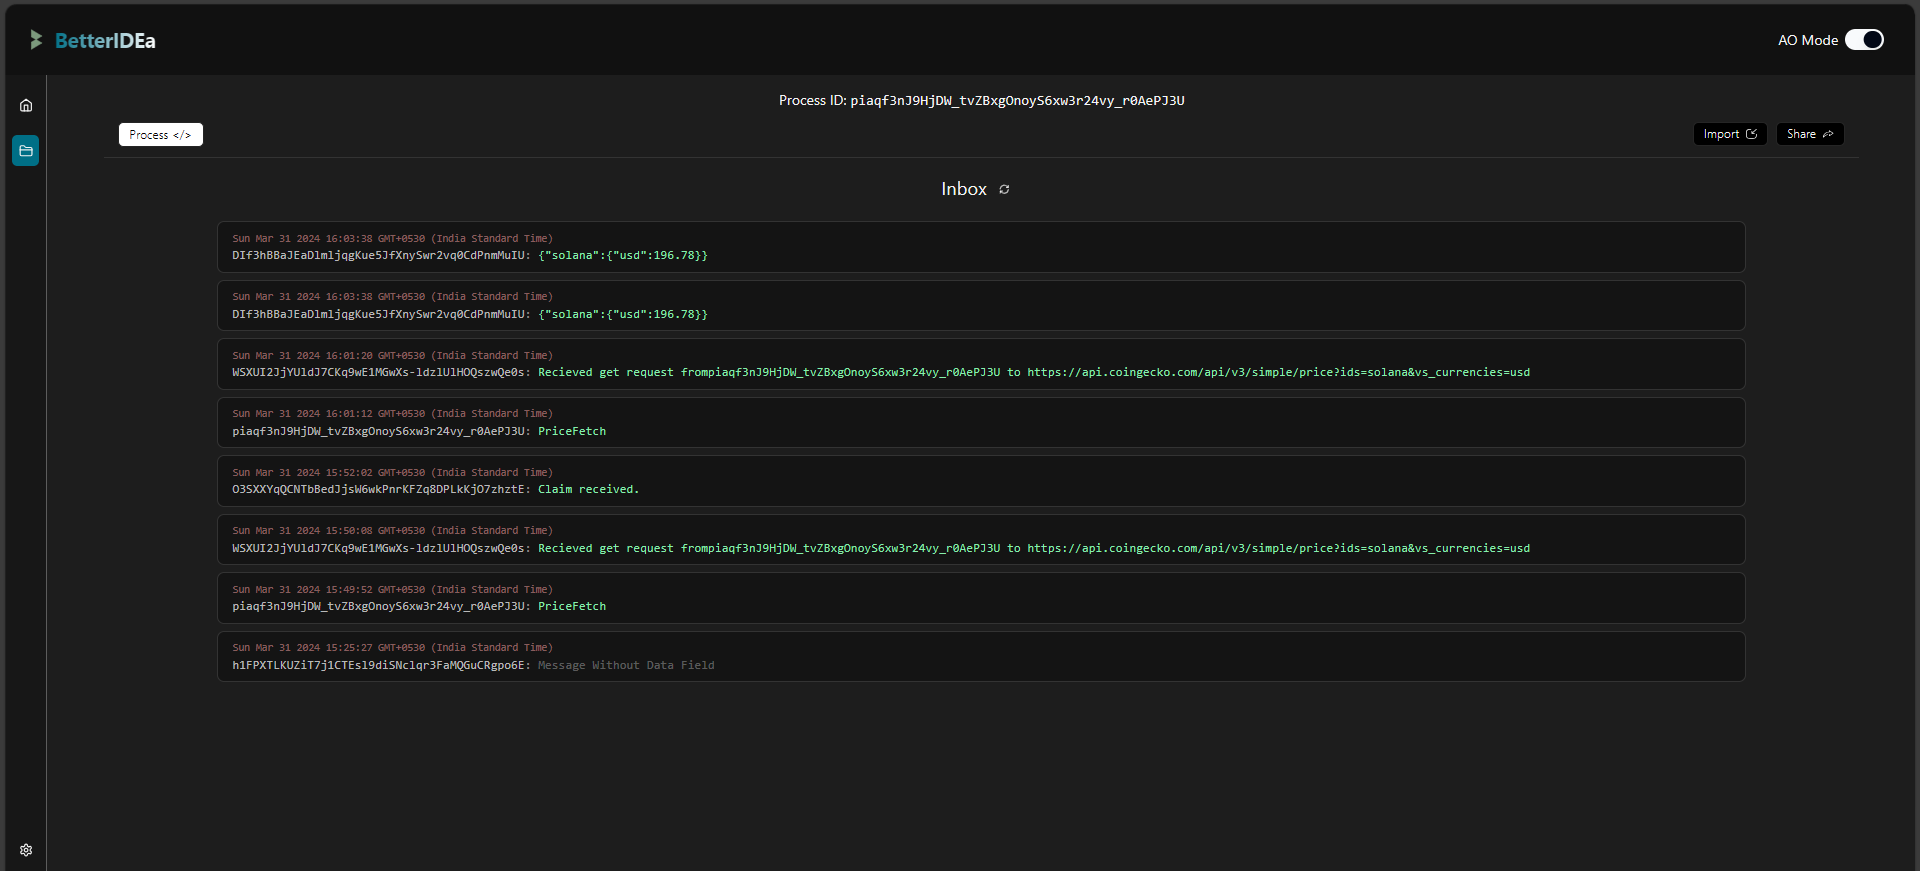 BetterIDEa
AO Mode
Process ID: piaqf3nJ9HjDW_tvZBxgOnoyS6xw3r24vy_r0AePJ3U
Process </>
Import
Share
Inbox
Sun Mar 31 2024 16:03:38 GMT+0530 (India Standard Time)
DIf3hBBaJEaDlmljqgKue5JfXnySwr2vq0CdPnmMuIU: {"solana":{"usd":196.78}}
Sun Mar 31 2024 16:03:38 GMT+0530 (India Standard Time)
DIf3hBBaJEaDlmljqgKue5JfXnySwr2vq0CdPnmMuIU: {"solana":{"usd":196.78}}
Sun Mar 31 2024 16:01:20 GMT+0530 (India Standard Time)
WSXUI2JjYUldJ7CKq9wE1MGwXs-ldzlUlHOQszwQe0s: Recieved get request frompiaqf3nJ9HjDW_tvZBxgOnoyS6xw3r24vy_r0AePJ3U to https://api.coingecko.com/api/v3/simple/price?ids=solana&vs_currencies=usd
Sun Mar 31 2024 16:01:12 GMT+0530 (India Standard Time)
piaqf3nJ9HjDW_tvZBxgOnoyS6xw3r24vy_r0AePJ3U: PriceFetch
Sun Mar 31 2024 15:52:02 GMT+0530 (India Standard Time)
O3SXXYqQCNTbBedJjsW6wkPnrKFZq8DPLkKjO7zhztE: Claim received.
Sun Mar 31 2024 15:50:08 GMT+0530 (India Standard Time)
WSXUI2JjYUldJ7CKq9wE1MGwXs-ldzlUlHOQszwQe0s: Recieved get request frompiaqf3nJ9HjDW_tvZBxgOnoyS6xw3r24vy_r0AePJ3U to https://api.coingecko.com/api/v3/simple/price?ids=solana&vs_currencies=usd
Sun Mar 31 2024 15:49:52 GMT+0530 (India Standard Time)
piaqf3nJ9HjDW_tvZBxgOnoyS6xw3r24vy_r0AePJ3U: PriceFetch
Sun Mar 31 2024 15:25:27 GMT+0530 (India Standard Time)
h1FPXTLKUZiT7j1CTEsl9diSNclqr3FaMQGuCRgpo6E: Message Without Data Field